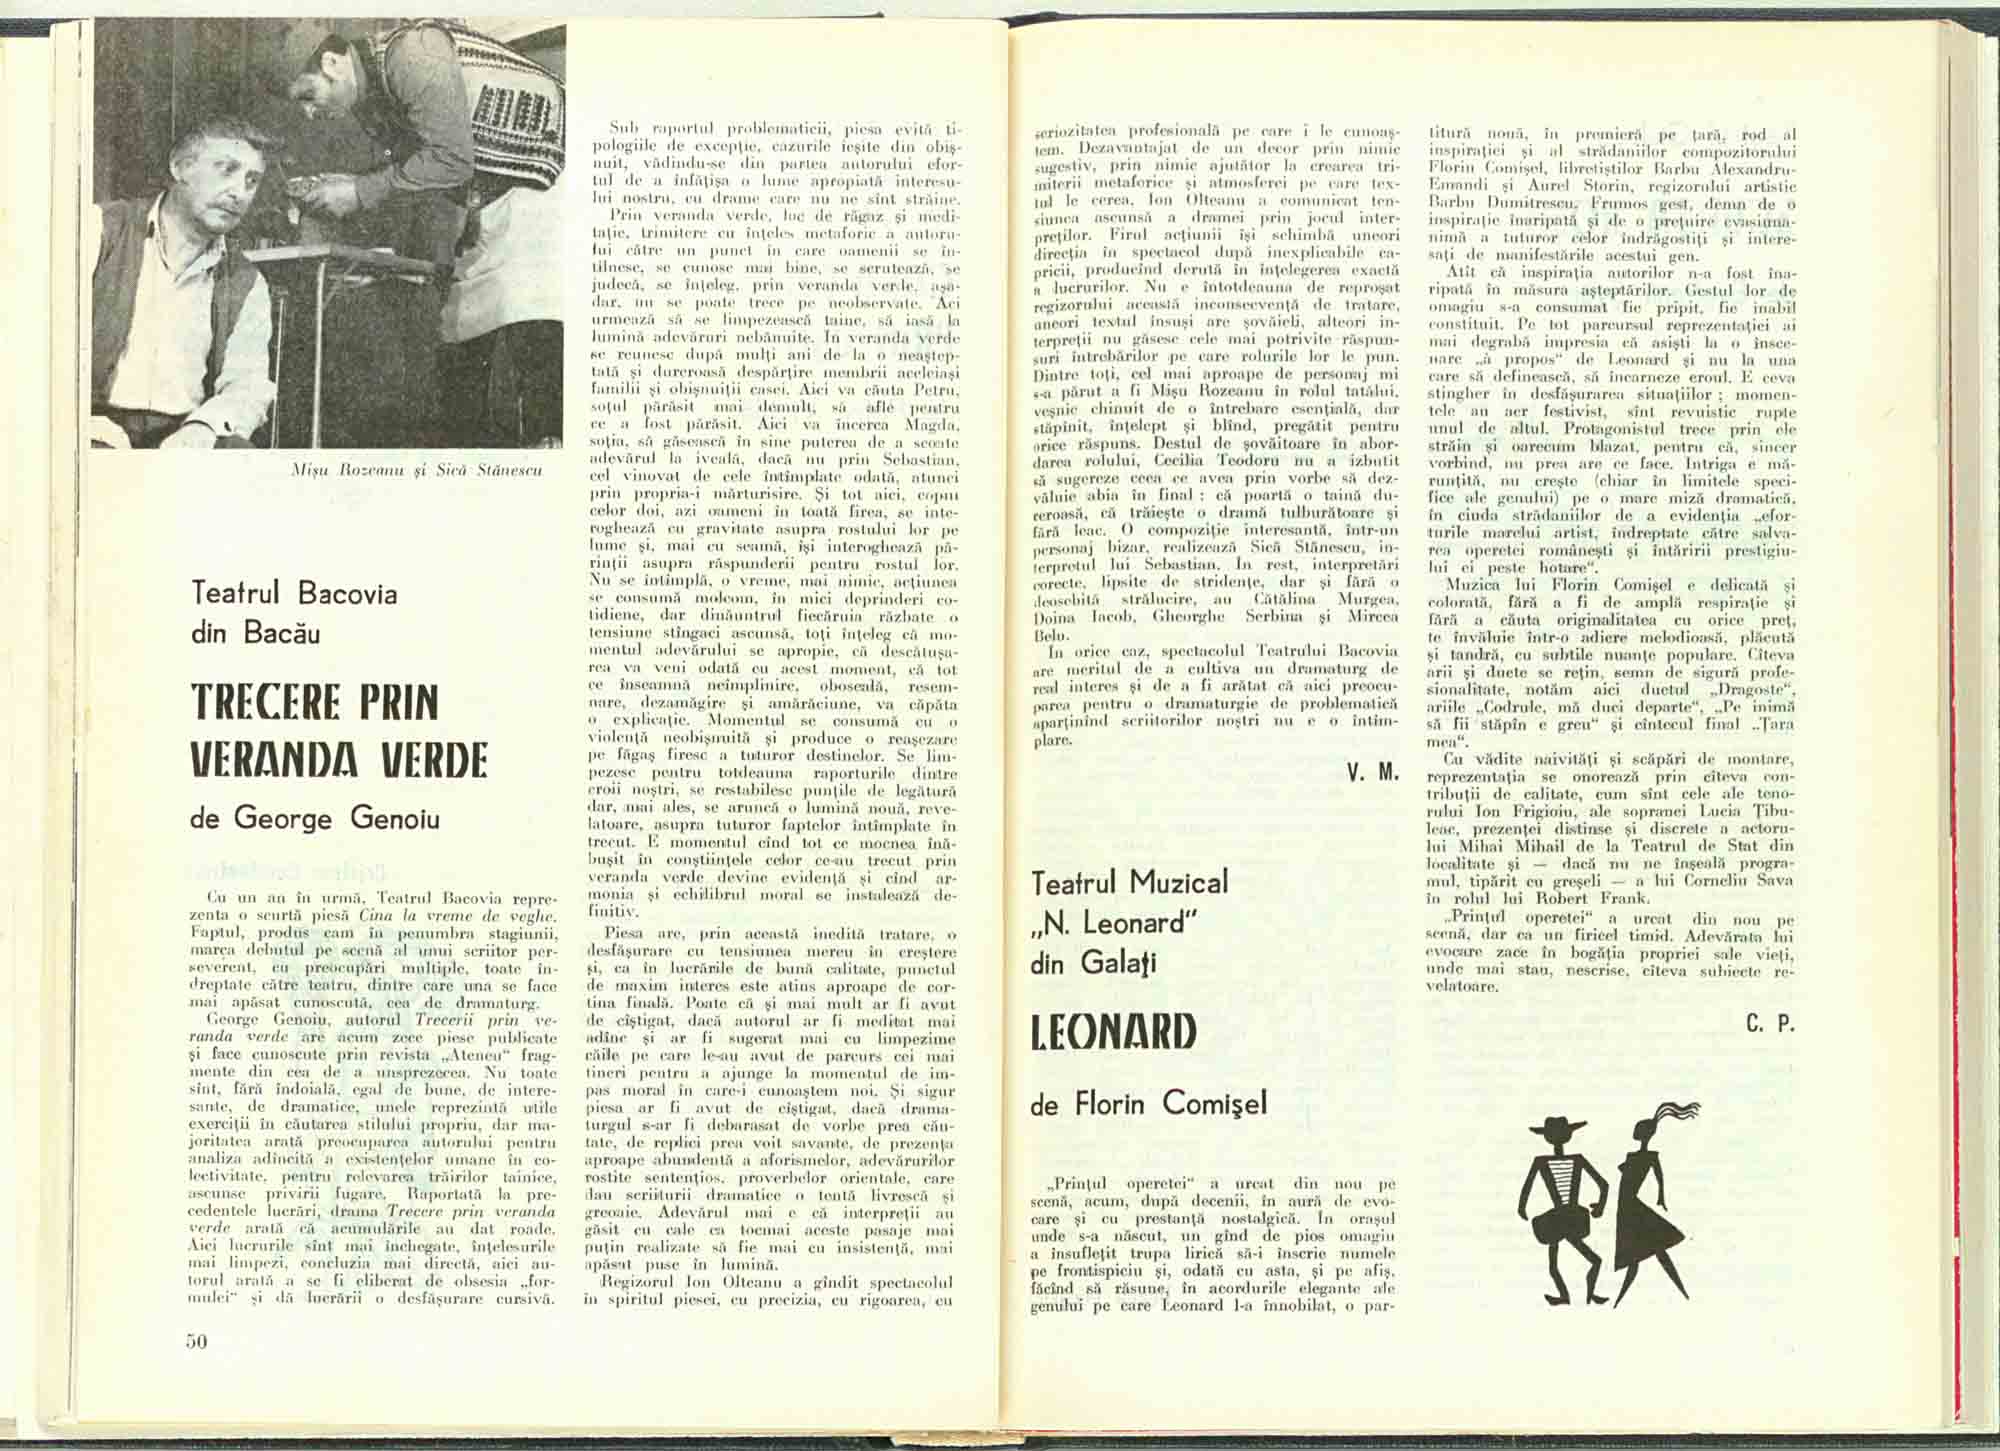 Mișu Rozeanu și Sică Stănescu
Teatrul Bacovia
din Bacău
TRECERE PRIN
VERANDA VERDE
de George Genoiu
Cu un an în urmă, Teatrul Bacovia repre-
zenta o scurtă piesă Cina la vreme de veghe.
Faptul, produs cam în penumbra stagiunii,
marca debutul pe scenă al unui scriitor per-
severent, cu preocupări multiple, toate în-
dreptate către teatru, dintre care una se face
mai apăsat cunoscută, cea de dramaturg.
George Genoiu, autorul Trecerii prin ve-
randa verde are acum zece piese publicate
și face cunoscute prin revista „Ateneu“ frag-
mente din cea de a unsprezecea. Nu toate
sînt, fără îndoială, egal de bune, de intere-
sante, de dramatice, unele reprezintă utile
exerciții în căutarea stilului propriu, dar ma-
joritatea arată preocuparea autorului pentru
analiza adîncită a existențelor umane în co-
lectivitate, pentru relevarea trăirilor tainice,
ascunse privirii fugare. Raportată la pre-
cedentele lucrări, drama Trecere prin veranda
verde arată că acumulările au dat roade.
Aici lucrurile sînt mai închegate, înțelesurile
mai limpezi, concluzia mai directă, aici au-
torul arată a se fi eliberat de obsesia „for-
mulei“ și dă lucrării o desfășurare cursivă.
50
Sub raportul problematicii, piesa evită ti-
pologiile de excepție, cazurile ieșite din obiș-
nuit, vădindu-se din partea autorului efor-
tul de a înfățișa o lume apropiată interesu-
lui nostru, cu drame care nu ne sînt străine.
Prin veranda verde, loc de răgaz și medi-
tație, trimitere cu înțeles metaforic a autoru-
lui către un punct în care oamenii se în-
tîlnesc, se cunosc mai bine, se scrutează, se
judecă, se înțeleg, prin veranda verde, așa-
dar, nu se poate trece pe neobservate. Aci
urmează să se limpezească taine, să iasă la
lumină adevăruri nebănuite. În veranda verde
se reunesc după mulți ani de la o neaștep-
tată și dureroasă despărțire membrii aceleiași
familii și obișnuiții casei. Aici va căuta Petru,
soțul părăsit mai demult, să afle pentru
ce a fost părăsit. Aici va încerca Magda,
soția, să găsească în sine puterea de a scoate
adevărul la iveală, dacă nu prin Sebastian,
cel vinovat de cele întîmplate odată, atunci
prin propria-i mărturisire. Și tot aici, copiii
celor doi, azi oameni în toată firea, se inte-
roghează cu gravitate asupra rostului lor pe
lume și, mai cu seamă, își interoghează pă-
rinții asupra răspunderii pentru rostul lor.
Nu se întîmplă, o vreme, mai nimic, acțiunea
se consumă molcom, în mici deprinderi co-
tidiene, dar dinăuntrul fiecăruia răzbate o
tensiune stîngaci ascunsă, toți înțeleg că mo-
mentul adevărului se apropie, că descătușa-
rea va veni odată cu acest moment, că tot
ce înseamnă neîmplinire, oboseală, resem-
nare, dezamăgire și amărăciune, va căpăta
o explicație. Momentul se consumă cu o
violență neobișnuită și produce o reașezare
pe făgaș firesc a tuturor destinelor. Se lim-
pezesc pentru totdeauna raporturile dintre
eroii noștri, se restabilesc punțile de legătură
dar, mai ales, se aruncă o lumină nouă, reve-
latoare, asupra tuturor faptelor întîmplate în
trecut. E momentul cînd tot ce mocnea înă-
bușit în conștiințele celor ce-au trecut prin
veranda verde devine evidență și cînd ar-
monia și echilibrul moral se instalează de-
finitiv.
Piesa are, prin această inedită tratare, o
desfășurare cu tensiunea mereu în creștere
și, ca în lucrările de bună calitate, punctul
de maxim interes este atins aproape de cor-
tina finală. Poate că și mai mult ar fi avut
de cîștigat, dacă autorul ar fi meditat mai
adînc și ar fi sugerat mai cu limpezime
căile pe care le-au avut de parcurs cei mai
tineri pentru a ajunge la momentul de im-
pas moral în care-i cunoaștem noi. Și sigur
piesa ar fi avut de cîștigat, dacă drama-
turgul s-ar fi debarasat de vorbe prea cău-
tate, de replici prea voit savante, de prezența
aproape abundentă a aforismelor, adevărurilor
rostite sentențios, proverbelor orientale, care
dau scriiturii dramatice o tentă livrescă și
greoaie. Adevărul mai e că interpreții au
găsit cu cale ca tocmai aceste pasaje mai
puțin realizate să fie mai cu insistență, mai
apăsat puse în lumină.
Regizorul Ion Olteanu a gîndit spectacolul
în spiritul piesei, cu precizia, cu rigoarea, cu
seriozitatea profesională pe care i le cunoaș-
tem. Dezavantajat de un decor prin nimic
sugestiv, prin nimic ajutător la crearea tri-
miterii metaforice și atmosferei pe care tex-
tul le cerea, Ion Olteanu a comunicat ten-
siunea ascunsă a dramei prin jocul inter-
preților. Firul acțiunii își schimbă uneori
direcția în spectacol după inexplicabile ca-
pricii, producînd derută în înțelegerea exactă
a lucrurilor. Nu e întotdeauna de reproșat
regizorului această inconsecvență de tratare,
uneori textul însuși are șovăieli, alteori in-
terpreții nu găsesc cele mai potrivite răspun-
suri întrebărilor pe care rolurile lor le pun.
Dintre toți, cel mai aproape de personaj mi
s-a părut a fi Mișu Rozeanu în rolul tatălui,
veșnic chinuit de o întrebare esențială, dar
stăpînit, înțelept și blînd, pregătit pentru
orice răspuns. Destul de șovăitoare în abor-
darea rolului, Cecilia Teodoru nu a izbutit
să sugereze ceea ce avea prin vorbe să dez-
văluie abia în final : că poartă o taină du-
reroasă, că trăiește o dramă tulburătoare și
fără leac. O compoziție interesantă, într-un
personaj bizar, realizează Sică Stănescu, in-
terpretul lui Sebastian. În rest, interpretări
corecte, lipsite de stridențe, dar și fără o
deosebită strălucire, au Cătălina Murgea,
Doina Iacob, Gheorghe Serbina și Mircea
Belu.
În orice caz, spectacolul Teatrului Bacovia
are meritul de a cultiva un dramaturg de
real interes și de a fi arătat că aici preocu-
parea pentru o dramaturgie de problematică
aparținînd scriitorilor noștri nu e o întîm-
plare.
V. M.
Teatrul Muzical
„N. Leonard”
din Galați
LEONARD
de Florin Comișel
„Prințul operetei“ a urcat din nou pe
scenă, acum, după decenii, în aură de evo-
care și cu prestanță nostalgică. În orașul
unde s-a născut, un gînd de pios omagiu
a însuflețit trupa lirică să-i înscrie numele
pe frontispiciu și, odată cu asta, și pe afiș,
făcînd să răsune, în acordurile elegante ale
genului pe care Leonard l-a înnobilat, o par-
titură nouă, în premieră pe țară, rod al
inspirației și al strădaniilor compozitorului
Florin Comișel, libretiștilor Barbu Alexandru-
Emandi și Aurel Storin, regizorului artistic
Barbu Dumitrescu. Frumos gest, demn de o
inspirație înaripată și de o prețuire cvasiuna-
nimă a tuturor celor îndrăgostiți și intere-
sați de manifestările acestui gen.
Atît că inspirația autorilor n-a fost îna-
ripată în măsura așteptărilor. Gestul lor de
omagiu s-a consumat fie pripit, fie inabil
constituit. Pe tot parcursul reprezentației ai
mai degrabă impresia că asiști la o însce-
nare „à propos“ de Leonard și nu la una
care să definească, să încarneze eroul. E ceva
stingher în desfășurarea situațiilor ; momen-
tele au aer festivist, sînt revuistic rupte
unul de altul. Protagonistul trece prin ele
străin și oarecum blazat, pentru că, sincer
vorbind, nu prea are ce face. Intriga e mă-
runțită, nu crește (chiar în limitele speci-
fice ale genului) pe o mare miză dramatică,
în ciuda strădaniilor de a evidenția „efor-
turile marelui artist, îndreptate către salva-
rea operetei românești și întăririi prestigiu-
lui ei peste hotare“.
Muzica lui Florin Comișel e delicată și
colorată, fără a fi de amplă respirație și
fără a căuta originalitatea cu orice preț,
te învăluie într-o adiere melodioasă, plăcută
și tandră, cu subtile nuanțe populare. Cîteva
arii și duete se rețin, semn de sigură profe-
sionalitate, notăm aici duetul „Dragoste“,
ariile „Codrule, mă duci departe“, „Pe inimă
să fii stăpîn e greu“ și cîntecul final „Țara
mea“.
Cu vădite naivități și scăpări de montare,
reprezentația se onorează prin cîteva con-
tribuții de calitate, cum sînt cele ale teno-
rului Ion Frigioiu, ale sopranei Lucia Țibu-
leac, prezenței distinse și discrete a actoru-
lui Mihai Mihail de la Teatrul de Stat din
localitate și — dacă nu ne înșeală progra-
mul, tipărit cu greșeli — a lui Corneliu Sava
în rolul lui Robert Frank.
„Prințul operetei“ a urcat din nou pe
scenă, dar ca un firicel timid. Adevărata lui
evocare zace în bogăția propriei sale vieți,
unde mai stau, nescrise, cîteva subiecte re-
velatoare.
C. P.